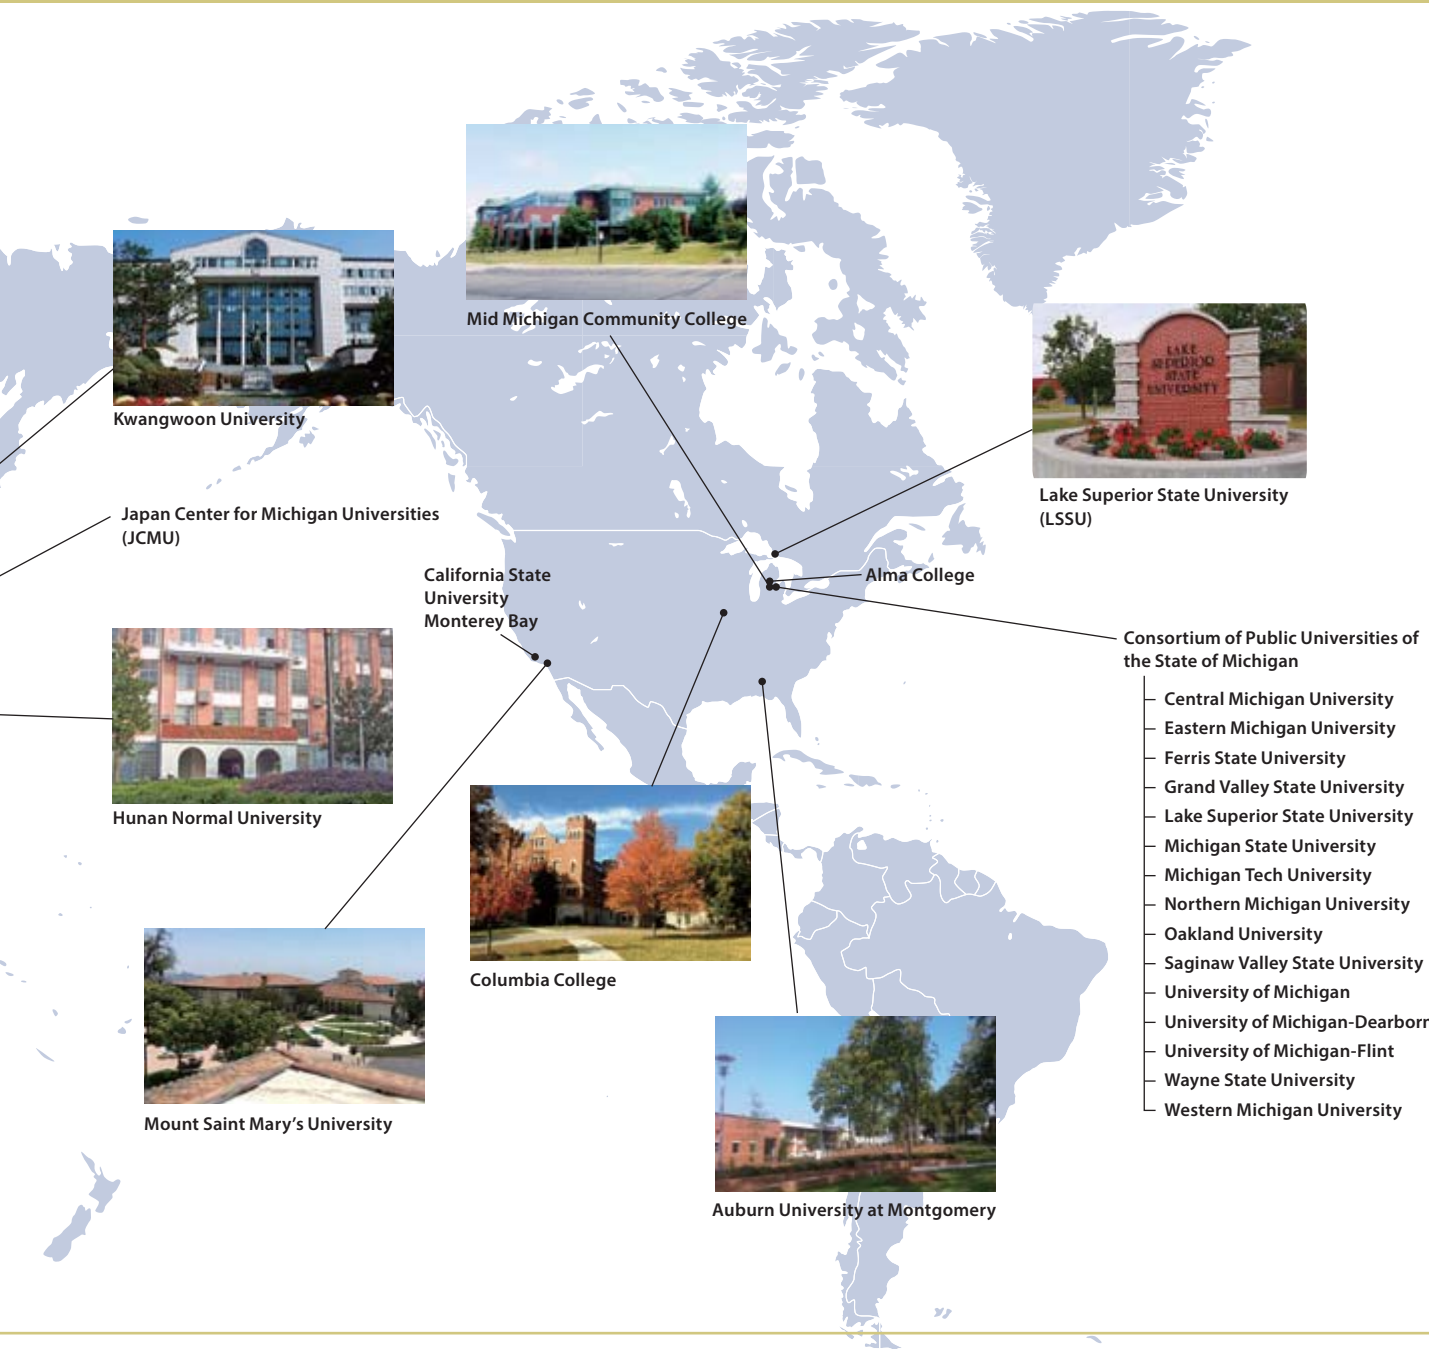 Mid Michigan Community College
LAKE
SUPERIOR
STATE
UNIVERSITY
Kwangwoon University
Lake Superior State University
(LSSU)
Japan Center for Michigan Universities
(JCMU)
California State
University
Monterey Bay
Alma College
Consortium of Public Universities of
the State of Michigan
Central Michigan University
Eastern Michigan University
Ferris State University
Grand Valley State University
Lake Superior State University
Michigan State University
Michigan Tech University
Northern Michigan University
Oakland University
Saginaw Valley State University
University of Michigan
University of Michigan-Dearborn
University of Michigan-Flint
Wayne State University
Western Michigan University
Hunan Normal University
Columbia College
Mount Saint Mary’s University
Auburn University at Montgomery